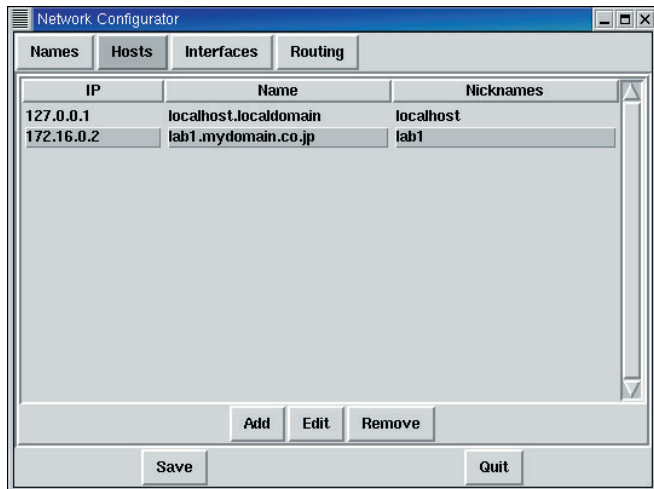 Network Configurator
Names Hosts Interfaces Routing
IP Name Nicknames
127.0.0.1 localhost.localdomain localhost
172.16.0.2 lab1.mydomain.co.jp lab1
Add Edit Remove
Save Quit